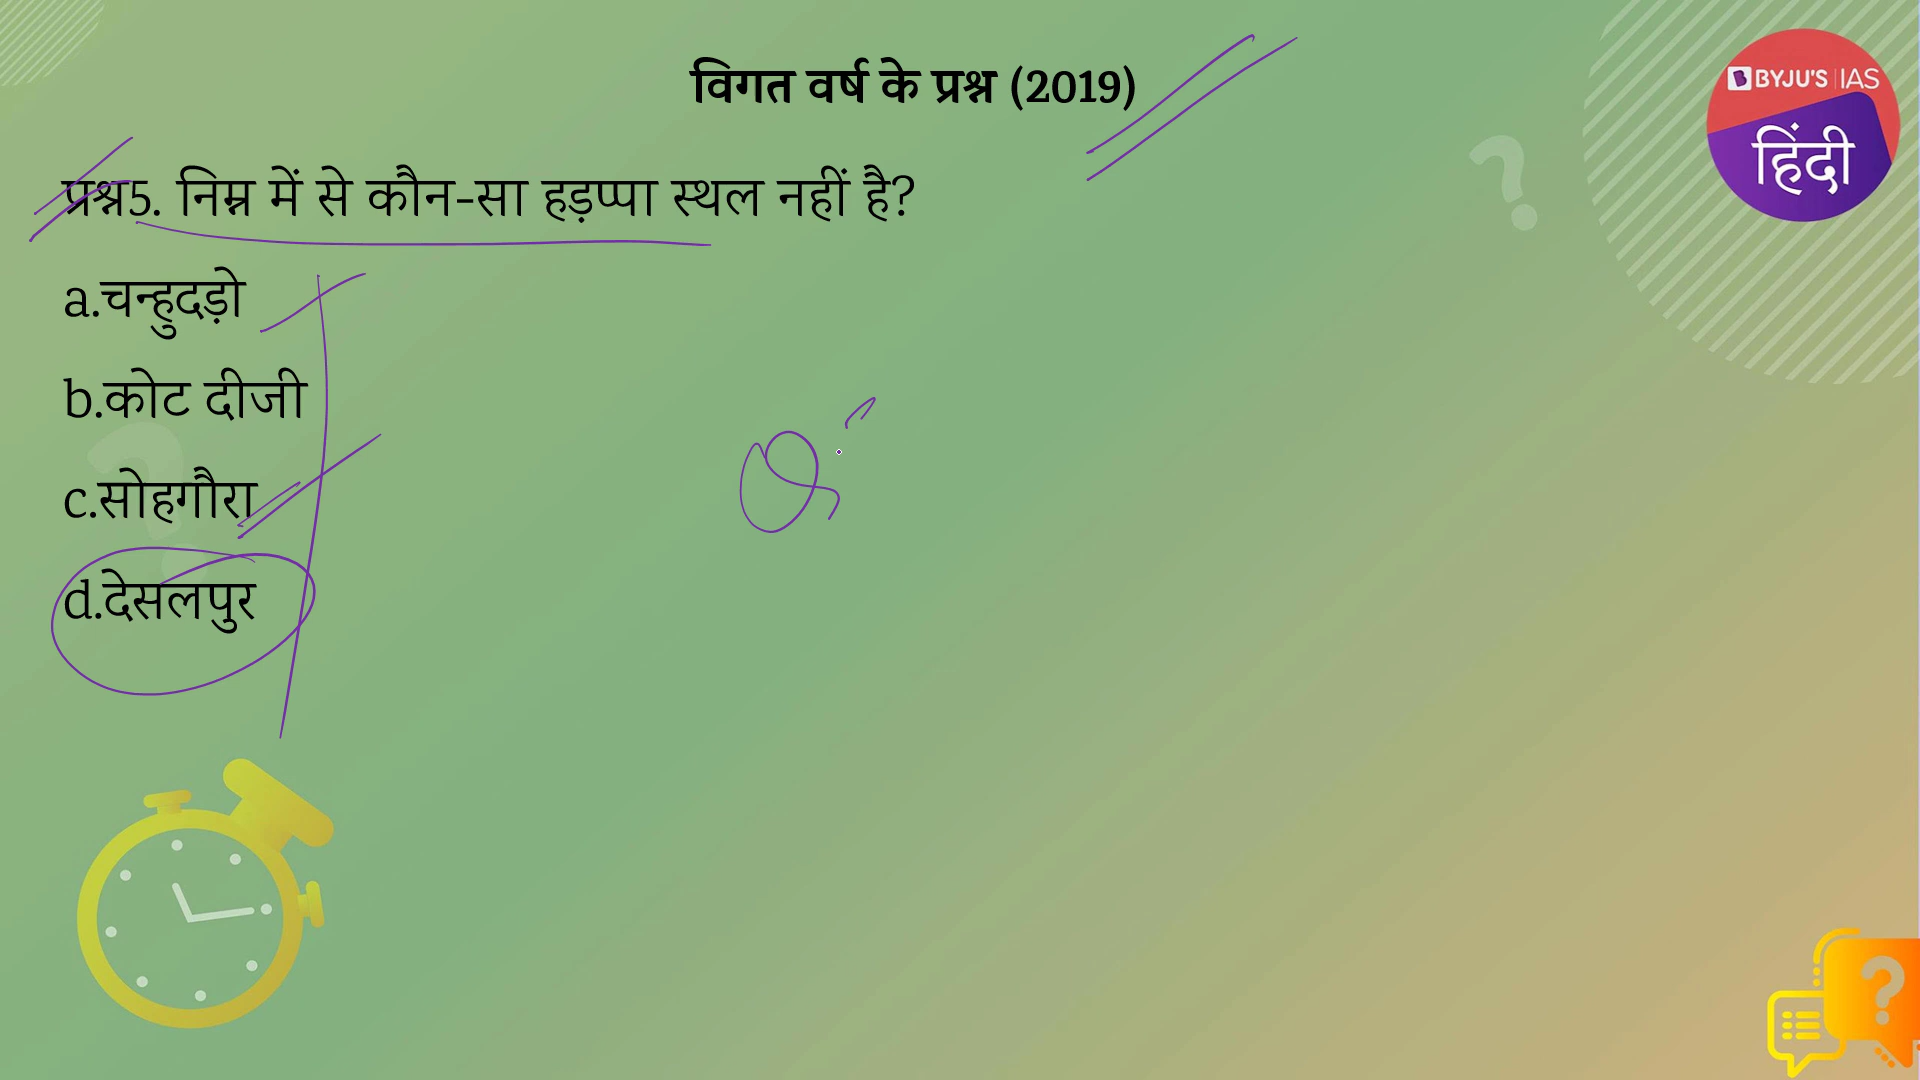 विगत वर्ष के प्रश्न (2019)
BYJU'S IAS
हिंदी
प्रश्न5. निम्न में से कौन-सा हड़प्पा स्थल नहीं है?
a.चन्हुदड़ो
b.कोट दीजी
c.सोहगौरा
d.देसलपुर